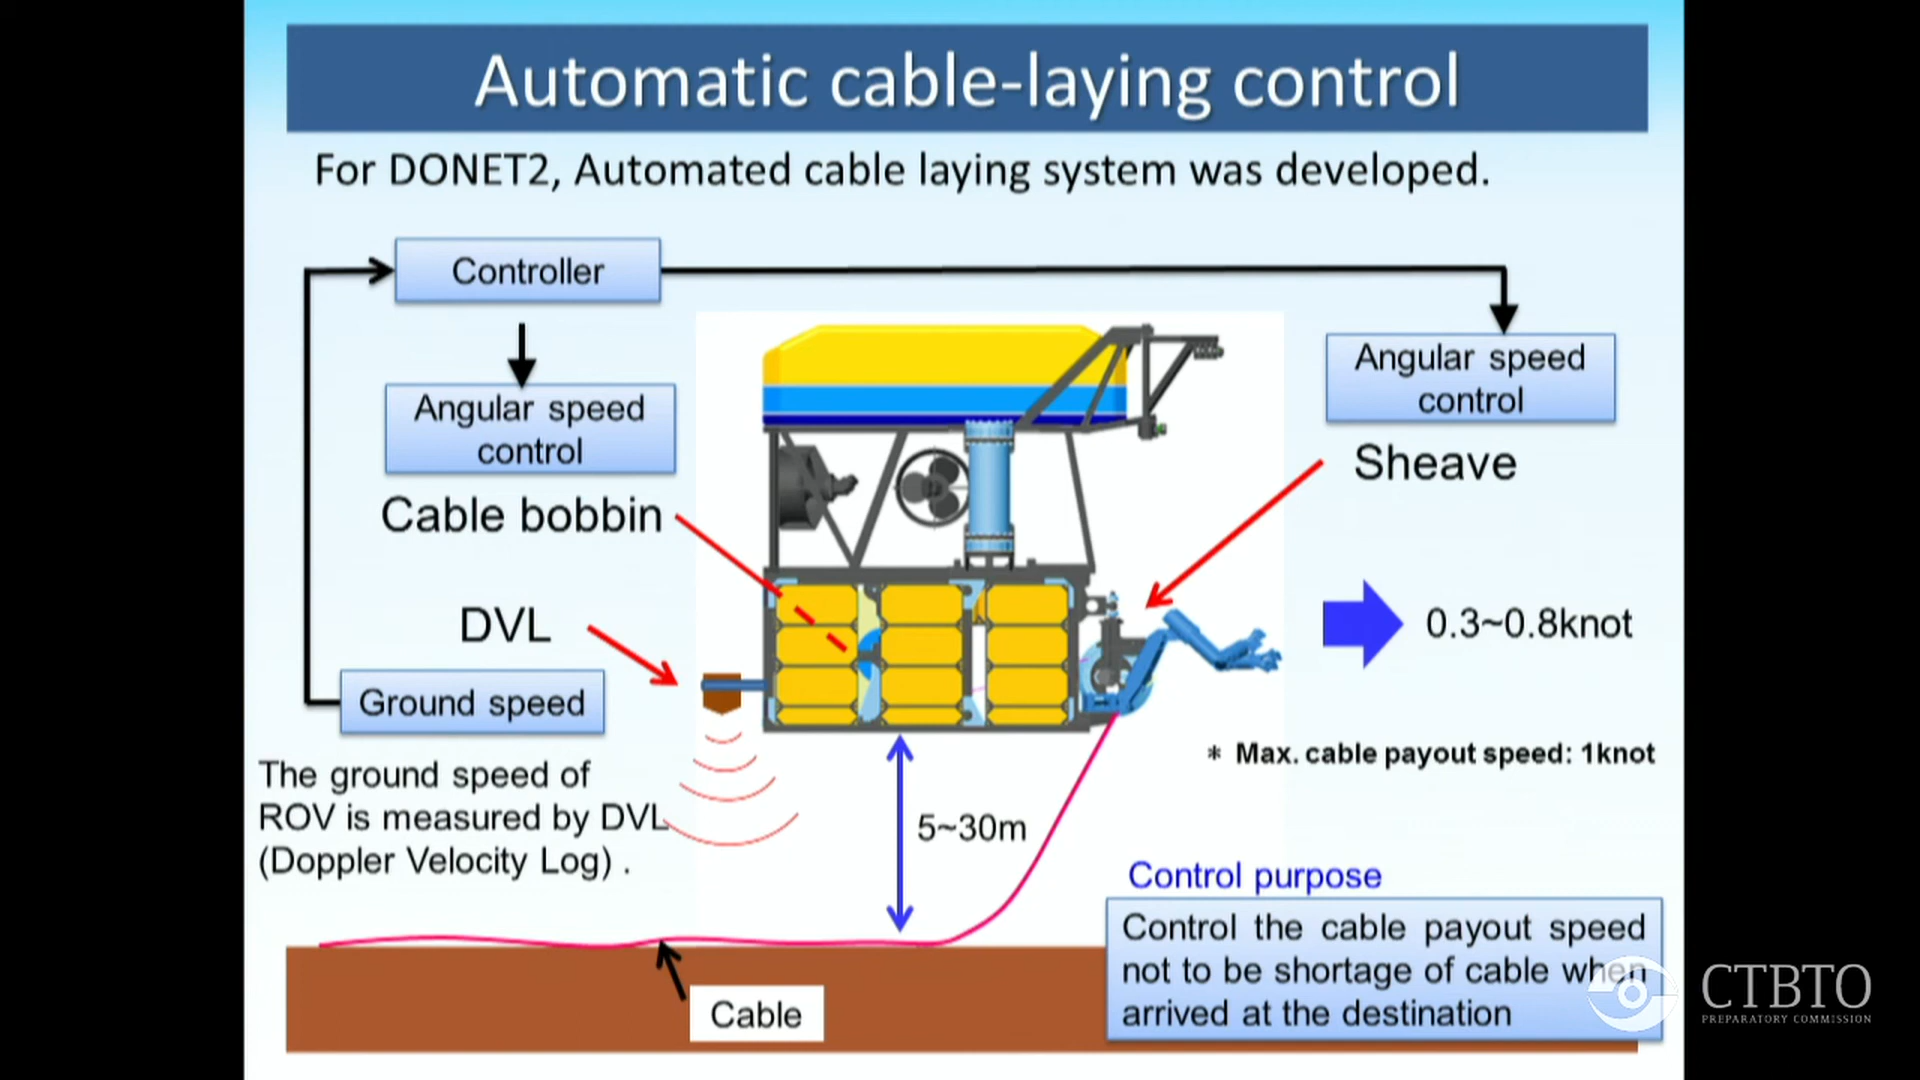 Automatic cable-laying control
For DONET2, Automated cable laying system was developed.
Controller
Angular speed
control
Cable bobbin
DVL
Ground speed
The ground speed of
ROV is measured by DVL
(Doppler Velocity Log) .
Angular speed
control
Sheave
0.3~0.8knot
* Max. cable payout speed: 1knot
5~30m
Control purpose
Control the cable payout speed
not to be shortage of cable when
arrived at the destination
Cable
CTBTO
PREPARATORY COMMISSION